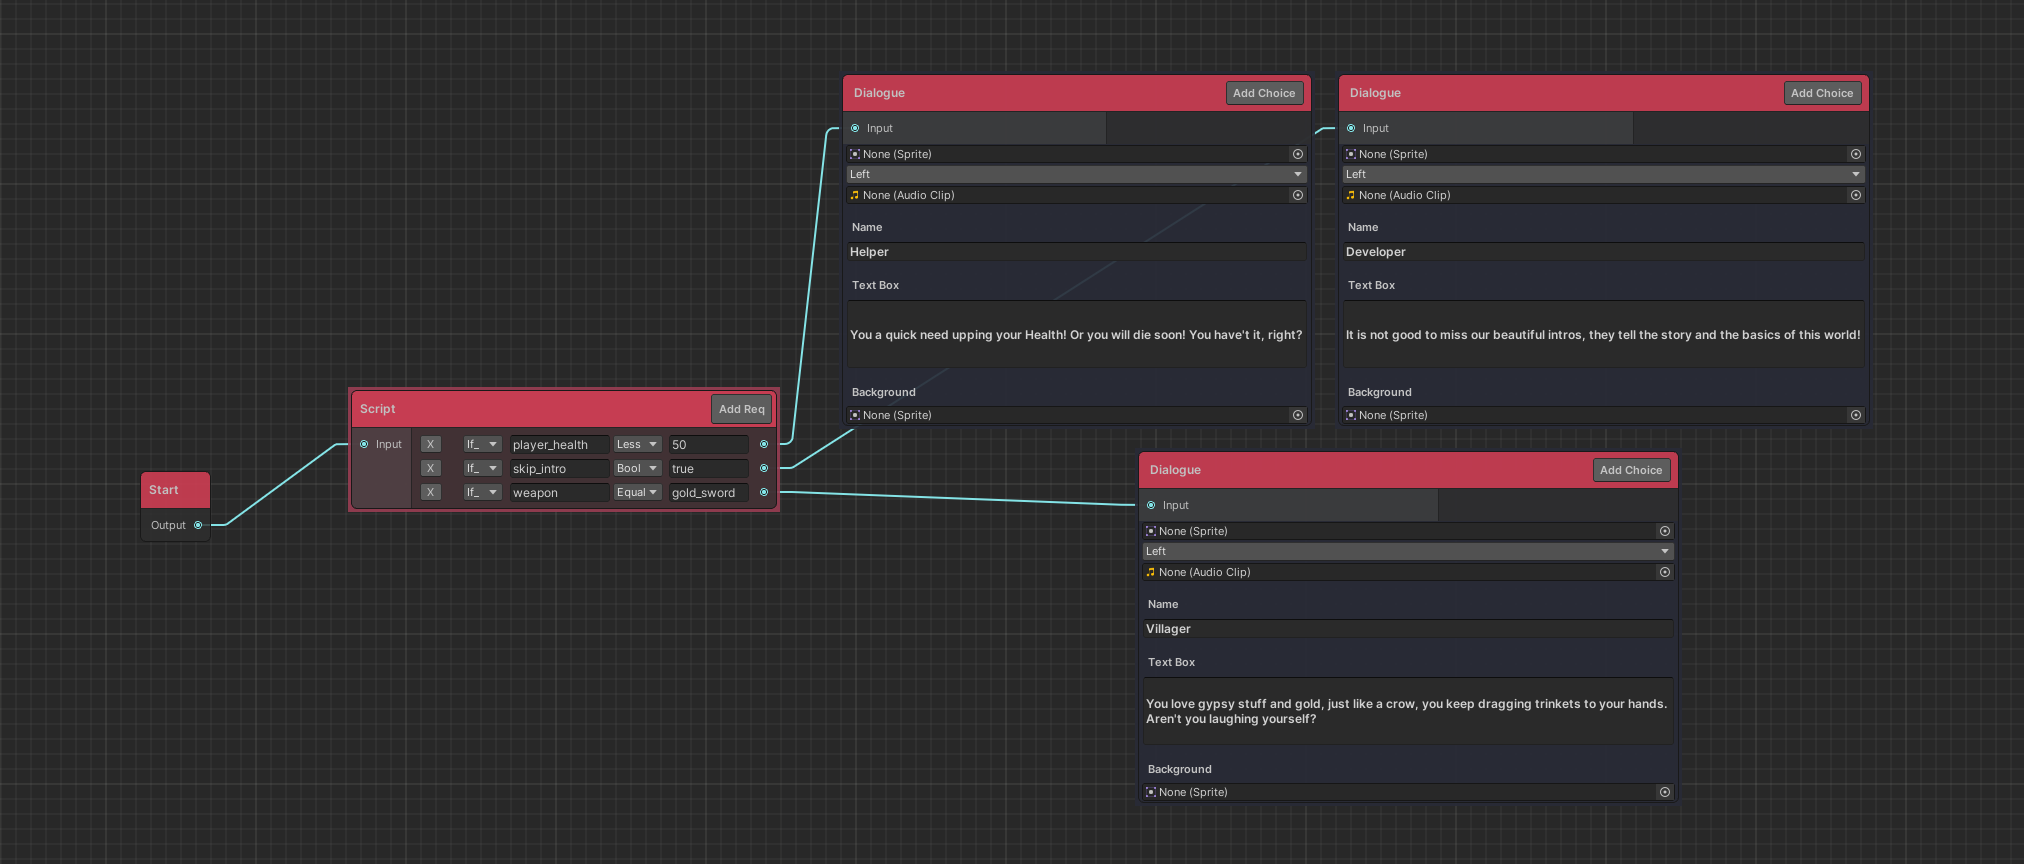 Start
Output
Script
Add Req
Input
X If_ player_health Less 50
X If_ skip_intro Bool true
X If_ weapon Equal gold_sword
Dialogue
Add Choice
Input
None (Sprite)
Left
None (Audio Clip)
Name
Helper
Text Box
You a quick need upping your Health! Or you will die soon! You have't it, right?
Background
None (Sprite)
Dialogue
Add Choice
Input
None (Sprite)
Left
None (Audio Clip)
Name
Developer
Text Box
It is not good to miss our beautiful intros, they tell the story and the basics of this world!
Background
None (Sprite)
Dialogue
Add Choice
Input
None (Sprite)
Left
None (Audio Clip)
Name
Villager
Text Box
You love gypsy stuff and gold, just like a crow, you keep dragging trinkets to your hands.
Aren't you laughing yourself?
Background
None (Sprite)